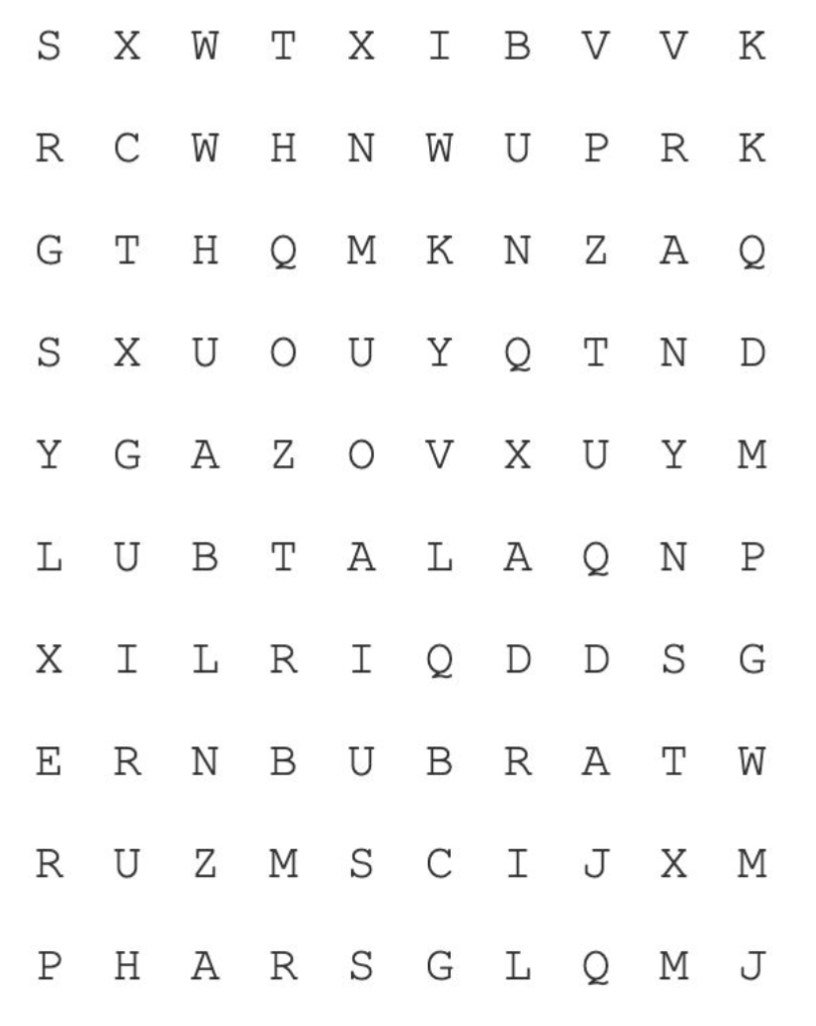 S X W T X I B V V K
R C W H N W U P R K
G T H Q M K N Z A Q
S X U O U Y Q T N D
Y G A Z O V X U Y M
L U B T A L A Q N P
X I L R I Q D D S G
E R N B U B R A T W
R U Z M S C I J X M
P H A R S G L Q M J